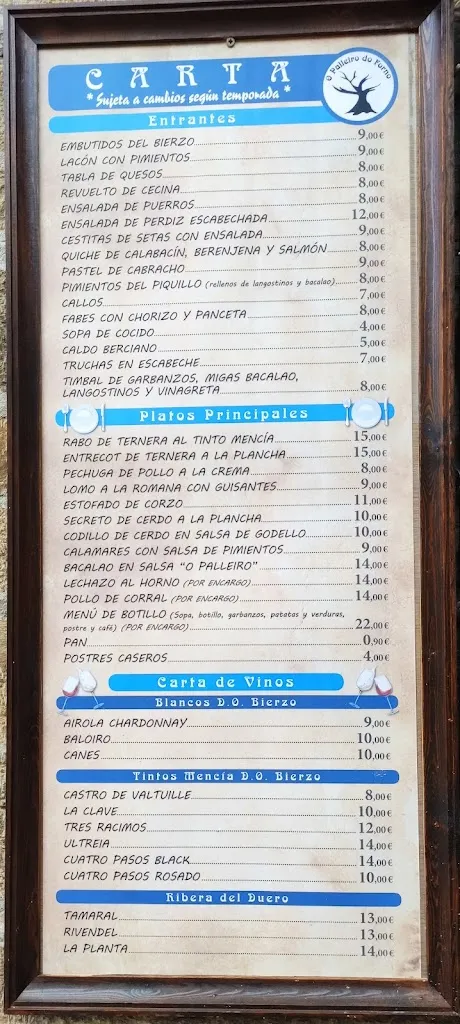 CARTA
* Sujeta a cambios según temporada *
O Palleiro do Forno
Entrantes
EMBUTIDOS DEL BIERZO 9,00€
LACÓN CON PIMIENTOS 9,00€
TABLA DE QUESOS 8,00€
REVUELTO DE CECINA 8,00€
ENSALADA DE PUERROS 8,00€
ENSALADA DE PERDIZ ESCABECHADA 12,00€
CESTITAS DE SETAS CON ENSALADA 9,00€
QUICHE DE CALABACÍN, BERENJENA Y SALMÓN 8,00€
PASTEL DE CABRACHO 9,00€
PIMIENTOS DEL PIQUILLO (rellenos de langostinos y bacalao) 8,00€
CALLOS 7,00€
FABES CON CHORIZO Y PANCETA 8,00€
SOPA DE COCIDO 4,00€
CALDO BERCIANO 5,00€
TRUCHAS EN ESCABECHE 7,00€
TIMBAL DE GARBANZOS, MIGAS BACALAO,
LANGOSTINOS Y VINAGRETA 8,00€
Platos Principales
RABO DE TERNERA AL TINTO MENCÍA 15,00€
ENTRECOT DE TERNERA A LA PLANCHA 15,00€
PECHUGA DE POLLO A LA CREMA 8,00€
LOMO A LA ROMANA CON GUISANTES 9,00€
ESTOFADO DE CORZO 11,00€
SECRETO DE CERDO A LA PLANCHA 10,00€
CODILLO DE CERDO EN SALSA DE GODELLO 10,00€
CALAMARES CON SALSA DE PIMIENTOS 9,00€
BACALAO EN SALSA "O PALLEIRO" 14,00€
LECHAZO AL HORNO (POR ENCARGO) 14,00€
POLLO DE CORRAL (POR ENCARGO) 14,00€
MENÚ DE BOTILLO (Sopa, botillo, garbanzos, patatas y verduras,
postre y café) (POR ENCARGO) 22,00€
PAN 0,90€
POSTRES CASEROS 4,00€
Carta de Vinos
Blancos D.O. Bierzo
AIROLA CHARDONNAY 9,00€
BALOIRO 10,00€
CANES 10,00€
Tintos Mencía D.O. Bierzo
CASTRO DE VALTUILLE 8,00€
LA CLAVE 10,00€
TRES RACIMOS 12,00€
ULTREIA 14,00€
CUATRO PASOS BLACK 14,00€
CUATRO PASOS ROSADO 10,00€
Ribera del Duero
TAMARAL 13,00€
RIVENDEL 13,00€
LA PLANTA 14,00€